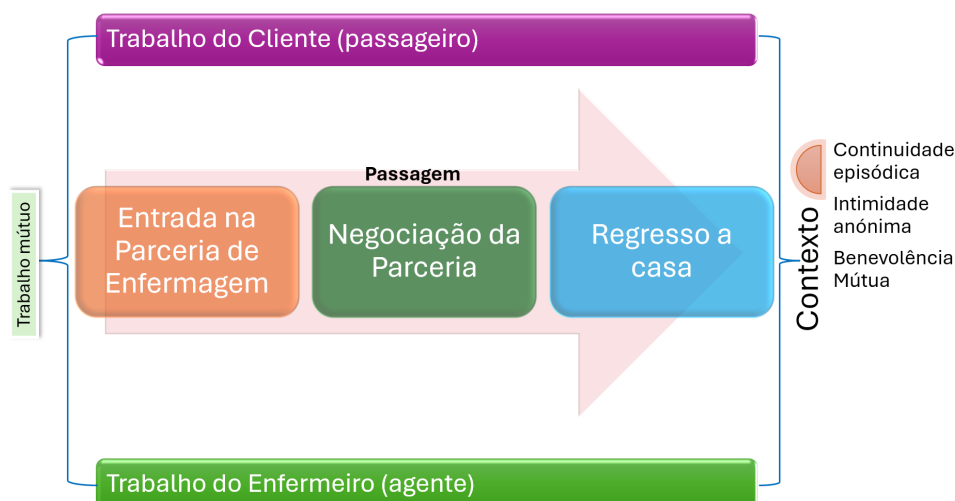 Trabalho do Cliente (passageiro)
Trabalho mútuo
Passagem
Entrada na
Parceria de
Enfermagem
Negociação da
Parceria
Regresso a
casa
Contexto
Continuidade
episódica
Intimidade
anónima
Benevolência
Mútua
Trabalho do Enfermeiro (agente)